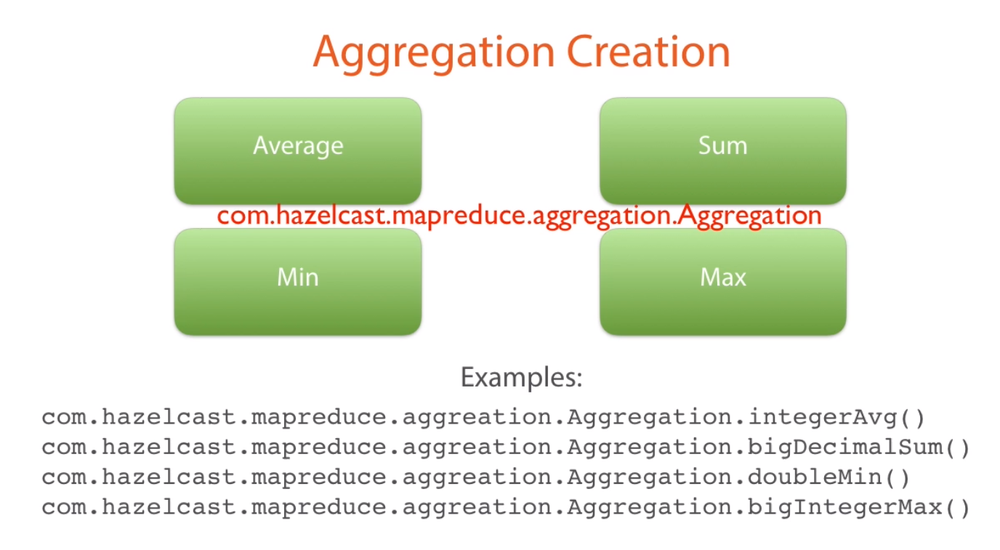 Aggregation Creation
Average
Sum
com.hazelcast.mapreduce.aggregation.Aggregation
Min
Max
Examples:
com.hazelcast.mapreduce.aggreation.Aggregation.integerAvg()
com.hazelcast.mapreduce.aggreation.Aggregation.bigDecimalSum()
com.hazelcast.mapreduce.aggreation.Aggregation.doubleMin()
com.hazelcast.mapreduce.aggreation.Aggregation.bigIntegerMax()